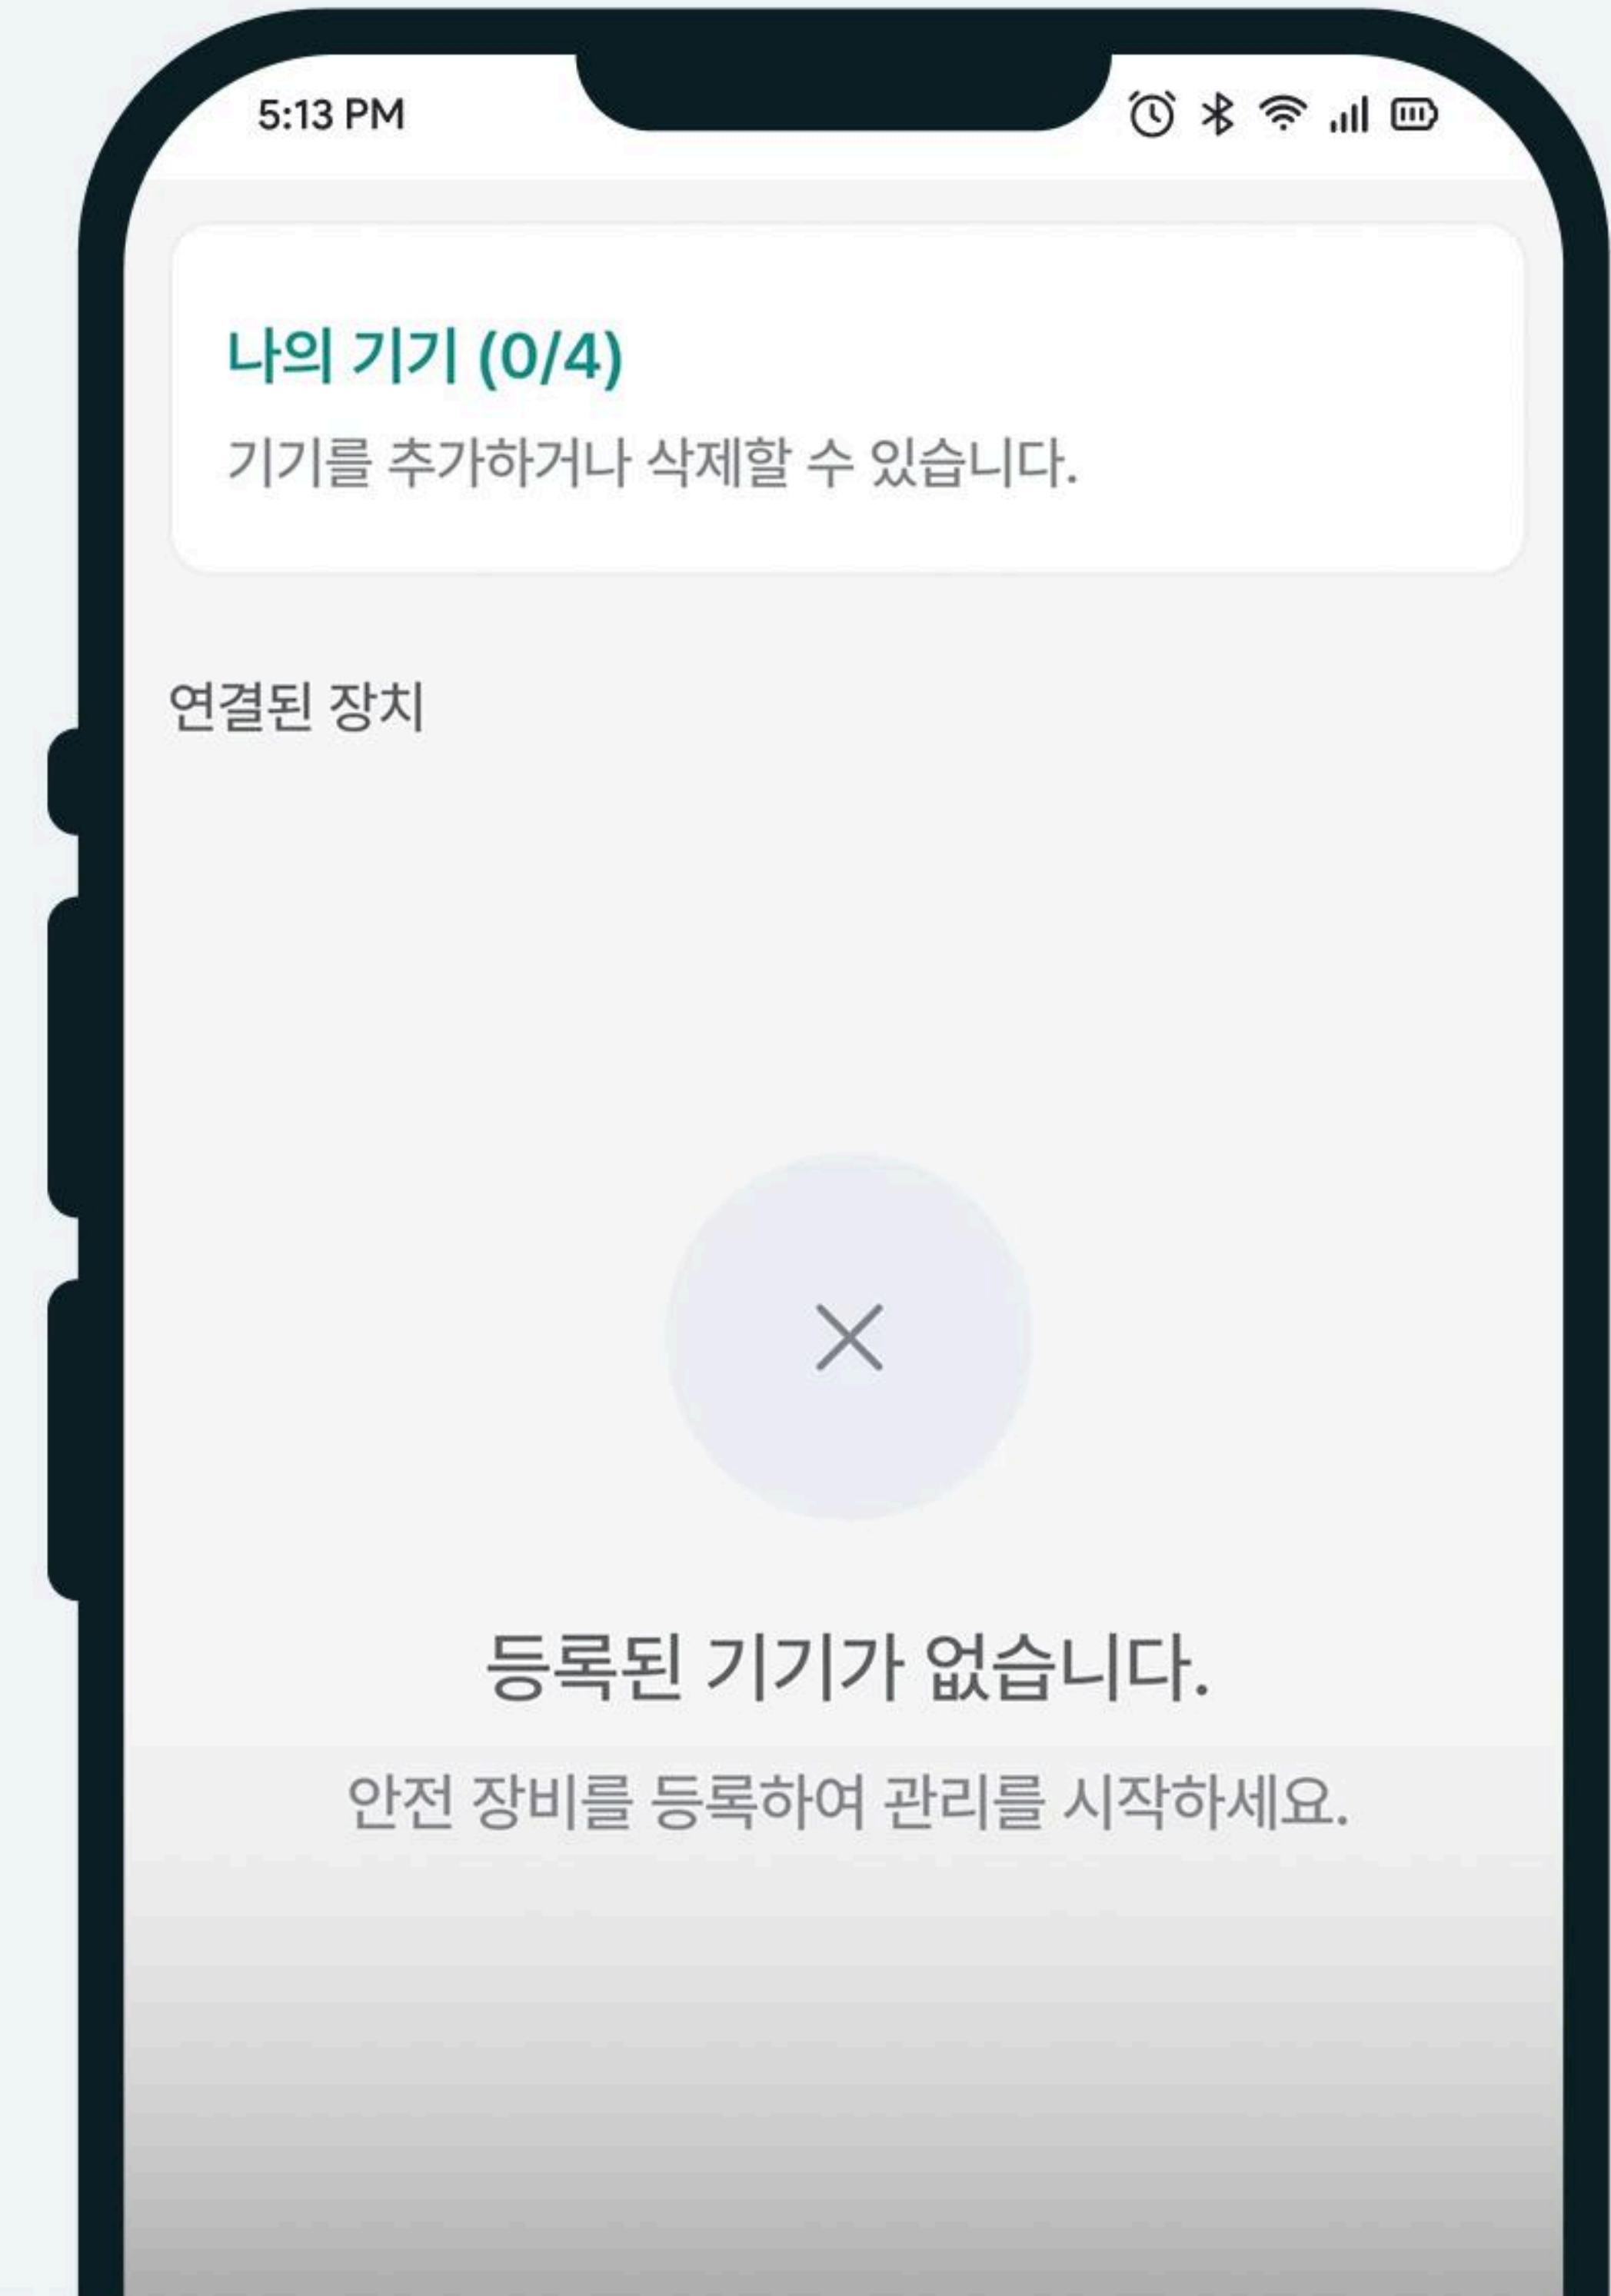 5:13 PM
나의 기기 (0/4)
기기를 추가하거나 삭제할 수 있습니다.
연결된 장치
등록된 기기가 없습니다.
안전 장비를 등록하여 관리를 시작하세요.